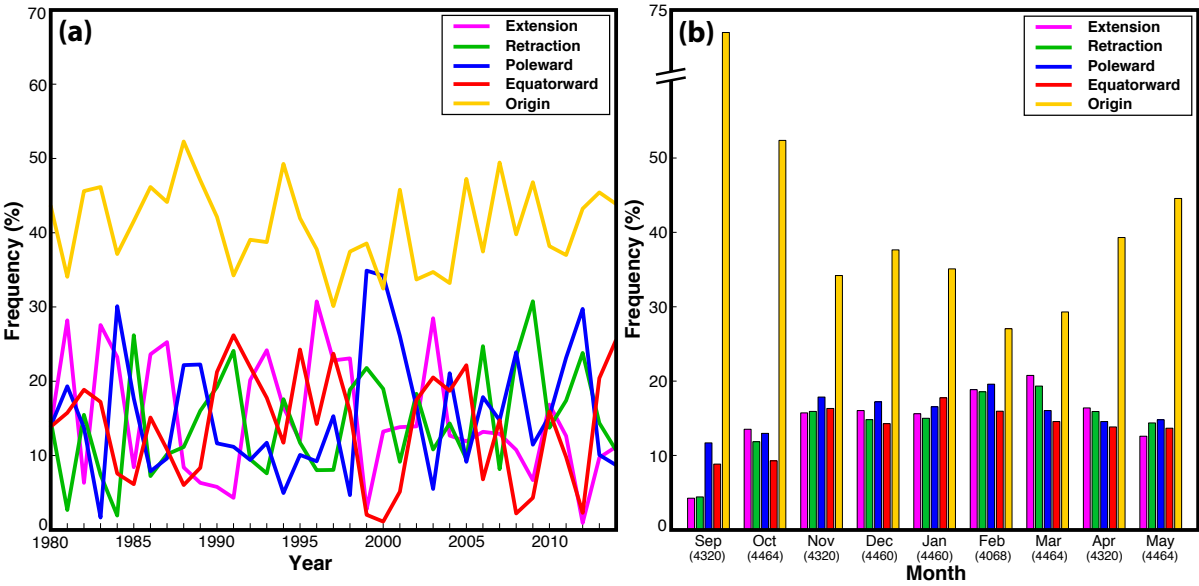 (a)
Extension
Retraction
Poleward
Equatorward
Origin
Frequency (%)
70
60
50
40
30
20
10
0
1980 1985 1990 1995 2000 2005 2010
Year
(b)
Extension
Retraction
Poleward
Equatorward
Origin
Frequency (%)
75
50
40
30
20
10
0
Sep Oct Nov Dec Jan Feb Mar Apr May
(4320) (4464) (4320) (4460) (4460) (4068) (4464) (4320) (4464)
Month